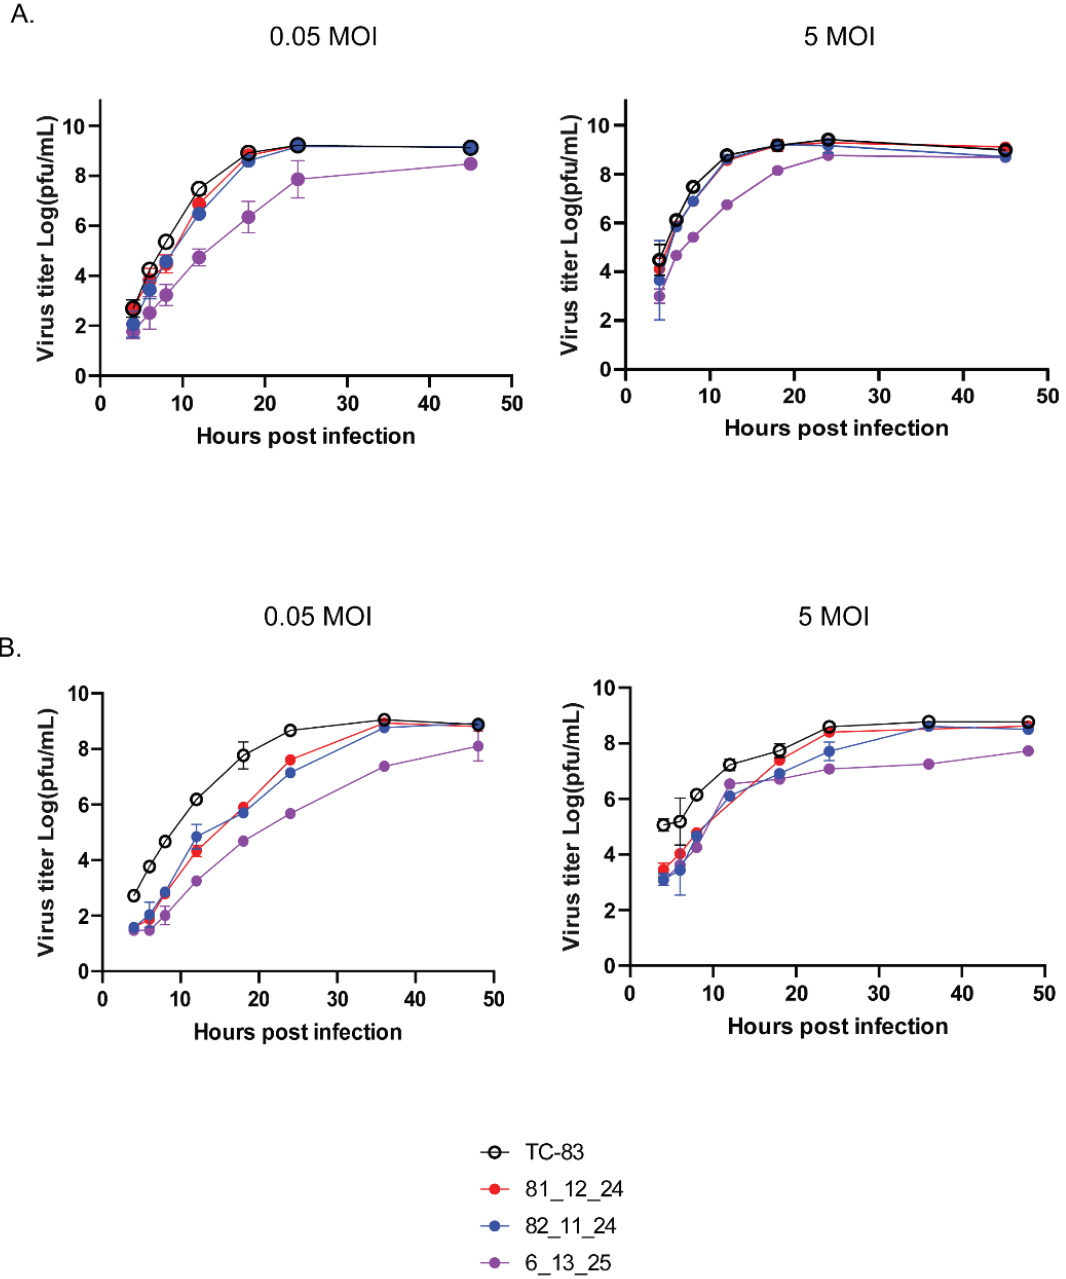 A.
0.05 MOI
5 MOI
Virus titer Log(pfu/mL)
10
8
6
4
2
0
0 10 20 30 40 50
Hours post infection
Virus titer Log(pfu/mL)
10
8
6
4
2
0
0 10 20 30 40 50
Hours post infection
B.
0.05 MOI
5 MOI
Virus titer Log(pfu/mL)
10
8
6
4
2
0
0 10 20 30 40 50
Hours post infection
Virus titer Log(pfu/mL)
10
8
6
4
2
0
0 10 20 30 40 50
Hours post infection
TC-83
81_12_24
82_11_24
6_13_25